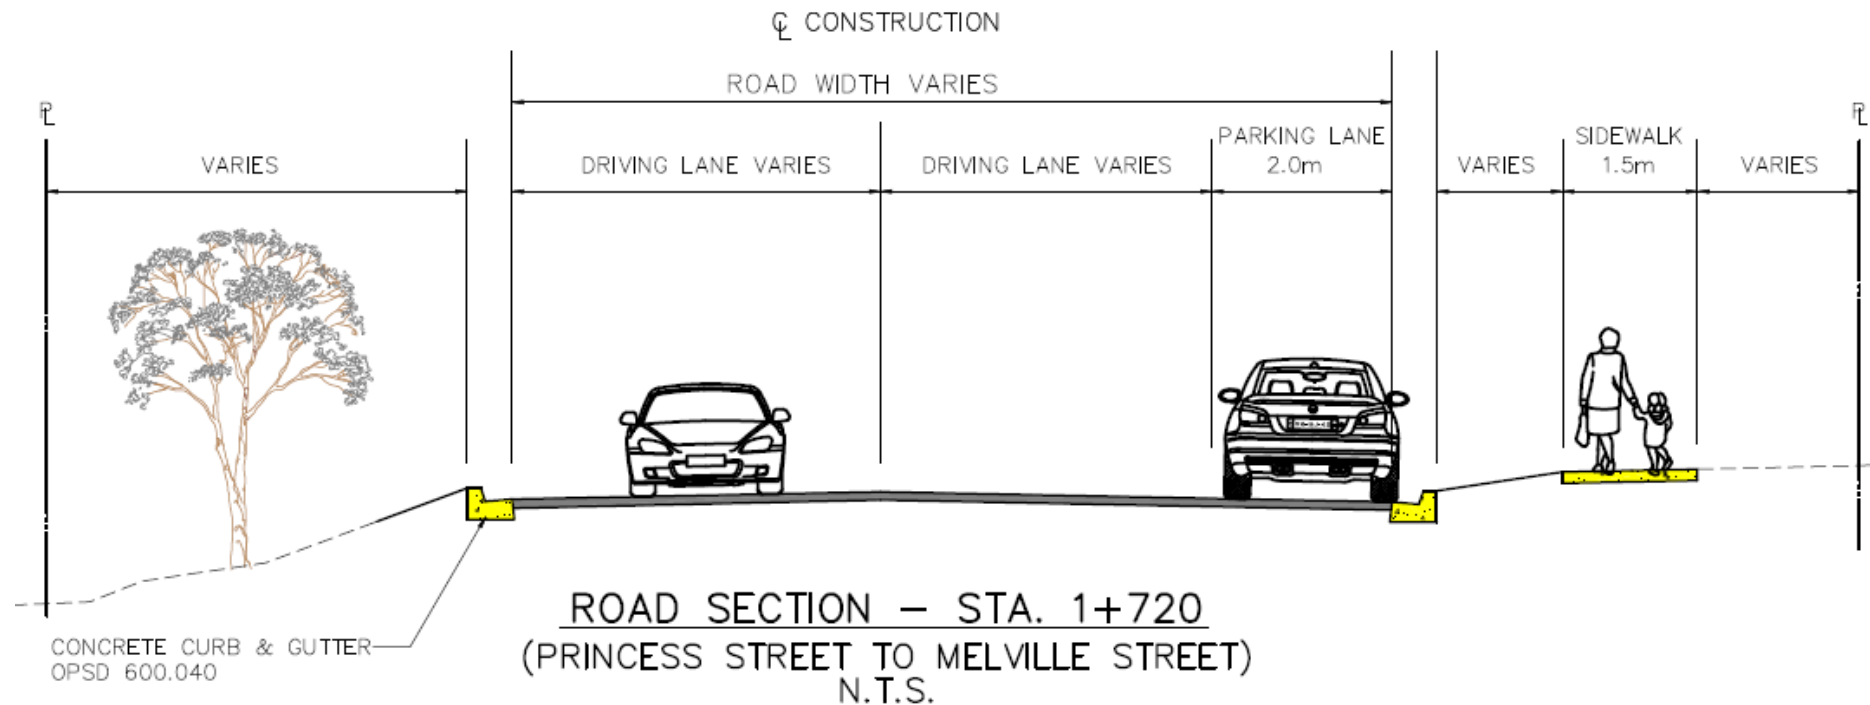 ℄ CONSTRUCTION
ROAD WIDTH VARIES
PL
PL
VARIES
DRIVING LANE VARIES
DRIVING LANE VARIES
PARKING LANE
2.0m
VARIES
SIDEWALK
1.5m
VARIES
ROAD SECTION – STA. 1+720
(PRINCESS STREET TO MELVILLE STREET)
N.T.S.
CONCRETE CURB & GUTTER
OPSD 600.040